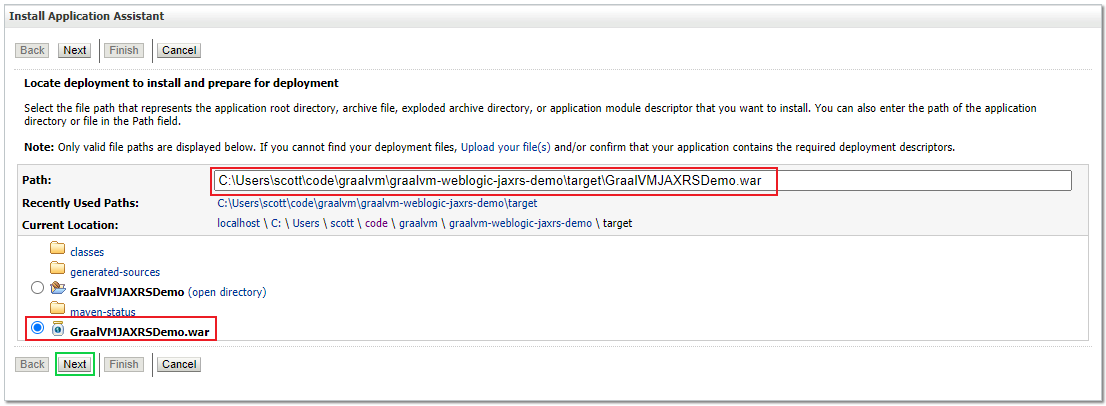 Install Application Assistant
Back Next Finish Cancel
Locate deployment to install and prepare for deployment
Select the file path that represents the application root directory, archive file, exploded archive directory, or application module descriptor that you want to install. You can also enter the path of the application
directory or file in the Path field.
Note: Only valid file paths are displayed below. If you cannot find your deployment files, Upload your file(s) and/or confirm that your application contains the required deployment descriptors.
Path: C:\Users\scott\code\graalvm\graalvm-weblogic-jaxrs-demo\target\GraalVMJAXRSDemo.war
Recently Used Paths: C:\Users\scott\code\graalvm\graalvm-weblogic-jaxrs-demo\target
Current Location: localhost \ C: \ Users \ scott \ code \ graalvm \ graalvm-weblogic-jaxrs-demo \ target
classes
generated-sources
GraalVMJAXRSDemo (open directory)
maven-status
GraalVMJAXRSDemo.war
Back Next Finish Cancel